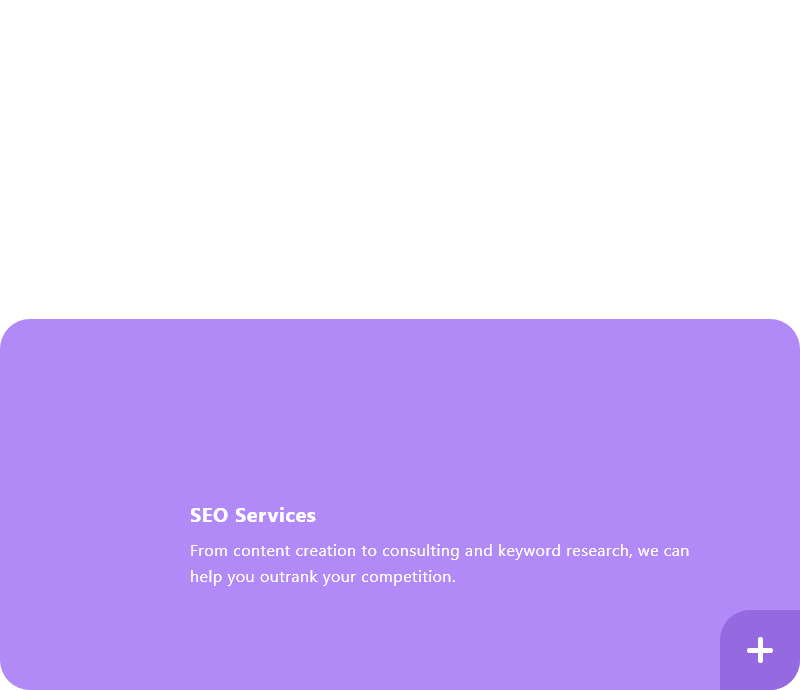 SEO Services
From content creation to consulting and keyword research, we can
help you outrank your competition.